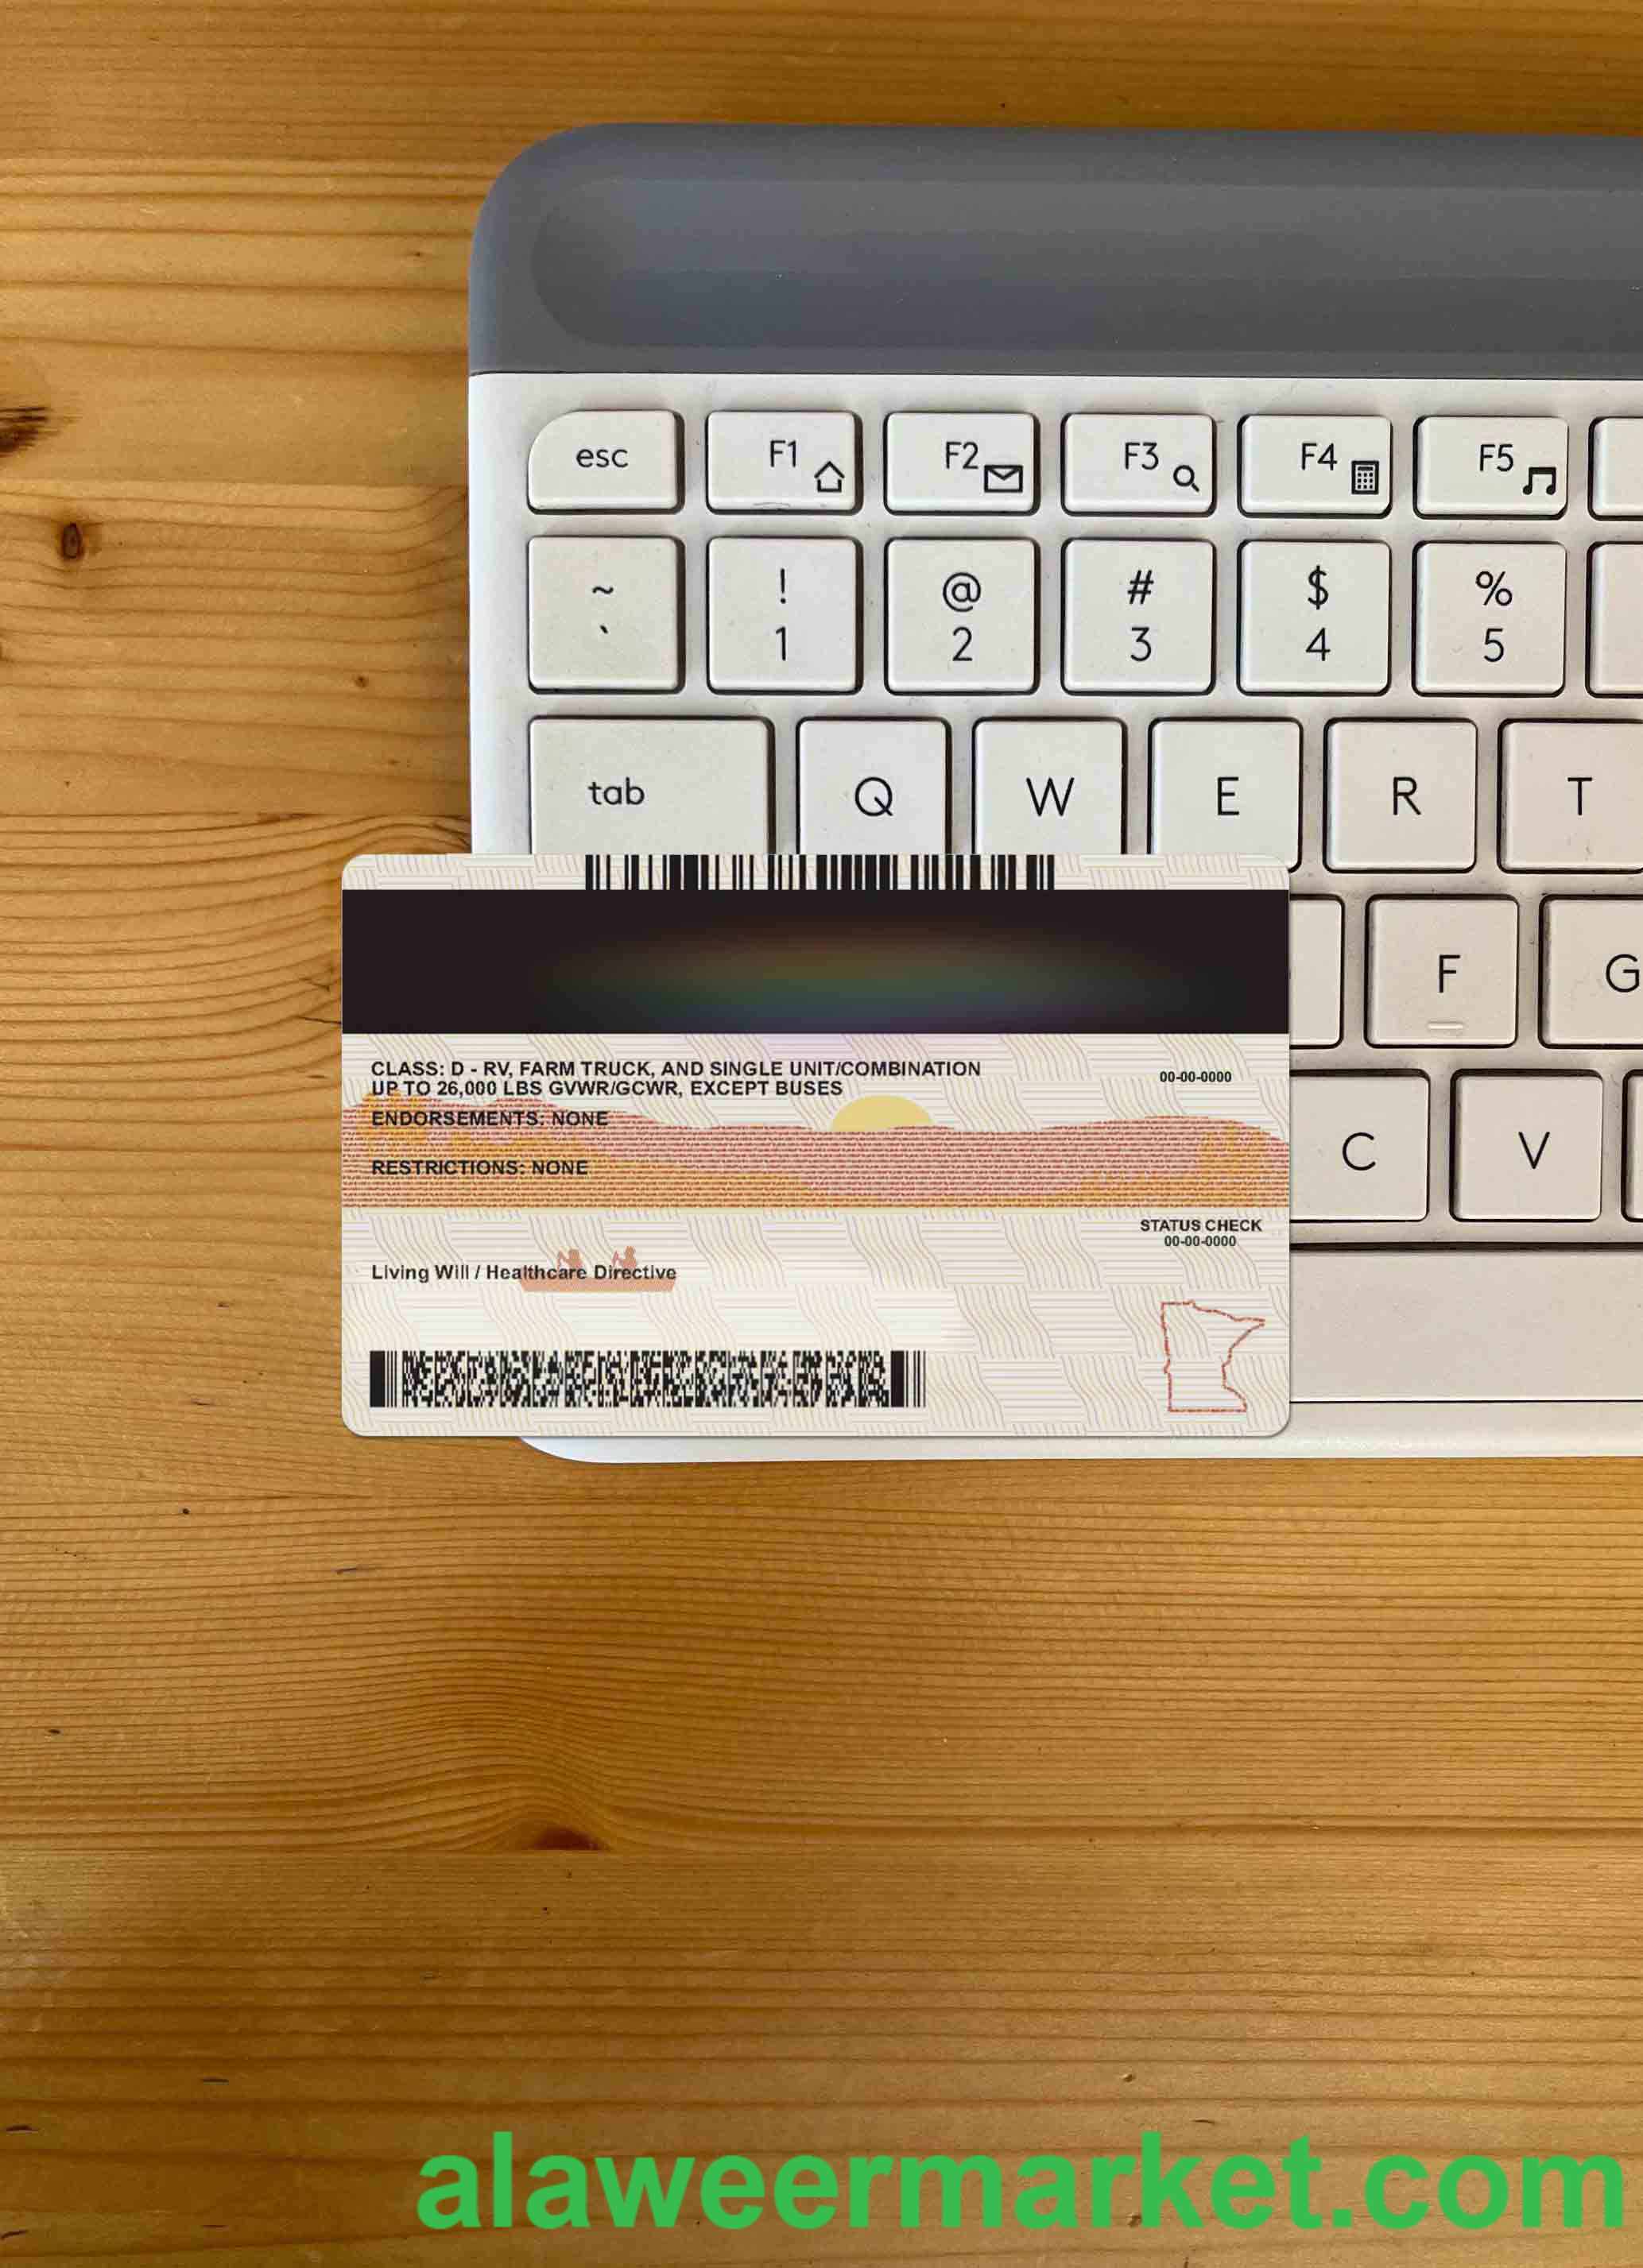 esc F1 F2 F3 F4 F5
~ ! @ # $ %
` 1 2 3 4 5
tab Q W E R T
F G
C V
CLASS: D - RV, FARM TRUCK, AND SINGLE UNIT/COMBINATION
UP TO 26,000 LBS GVWR/GCWR, EXCEPT BUSES
00-00-0000
ENDORSEMENTS: NONE
RESTRICTIONS: NONE
STATUS CHECK
00-00-0000
Living Will / Healthcare Directive
alaweermarket.com